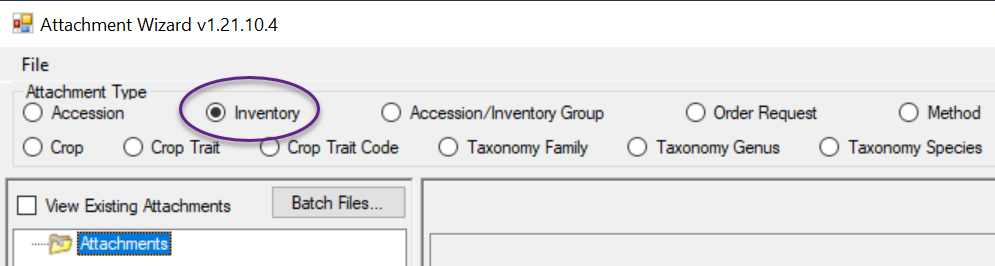 Attachment Wizard v1.21.10.4
File
Attachment Type
Accession Inventory Accession/Inventory Group Order Request Method
Crop Crop Trait Crop Trait Code Taxonomy Family Taxonomy Genus Taxonomy Species
View Existing Attachments Batch Files...
Attachments